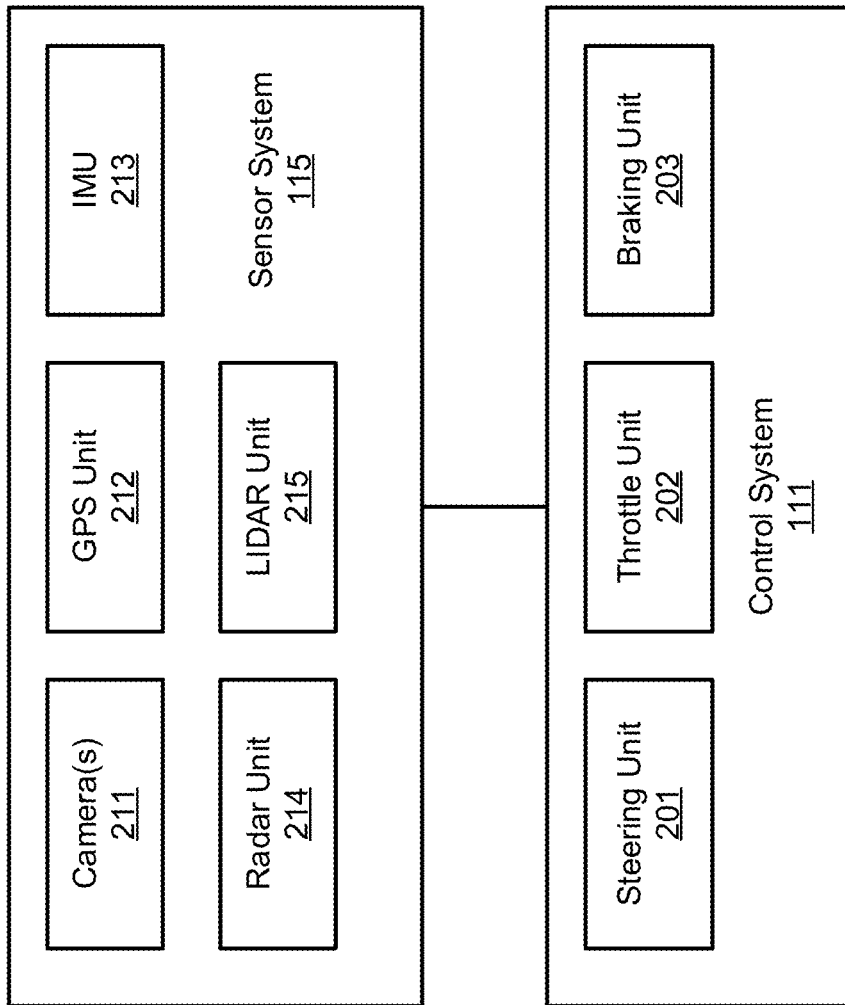 Camera(s)
211
GPS Unit
212
IMU
213
Radar Unit
214
LIDAR Unit
215
Sensor System
115
Steering Unit
201
Throttle Unit
202
Braking Unit
203
Control System
111